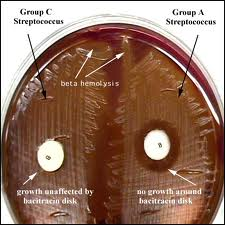 Group C
Streptococcus
Group A
Streptococcus
beta hemolysis
growth unaffected by
bacitracin disk
no growth around
bacitracin disk